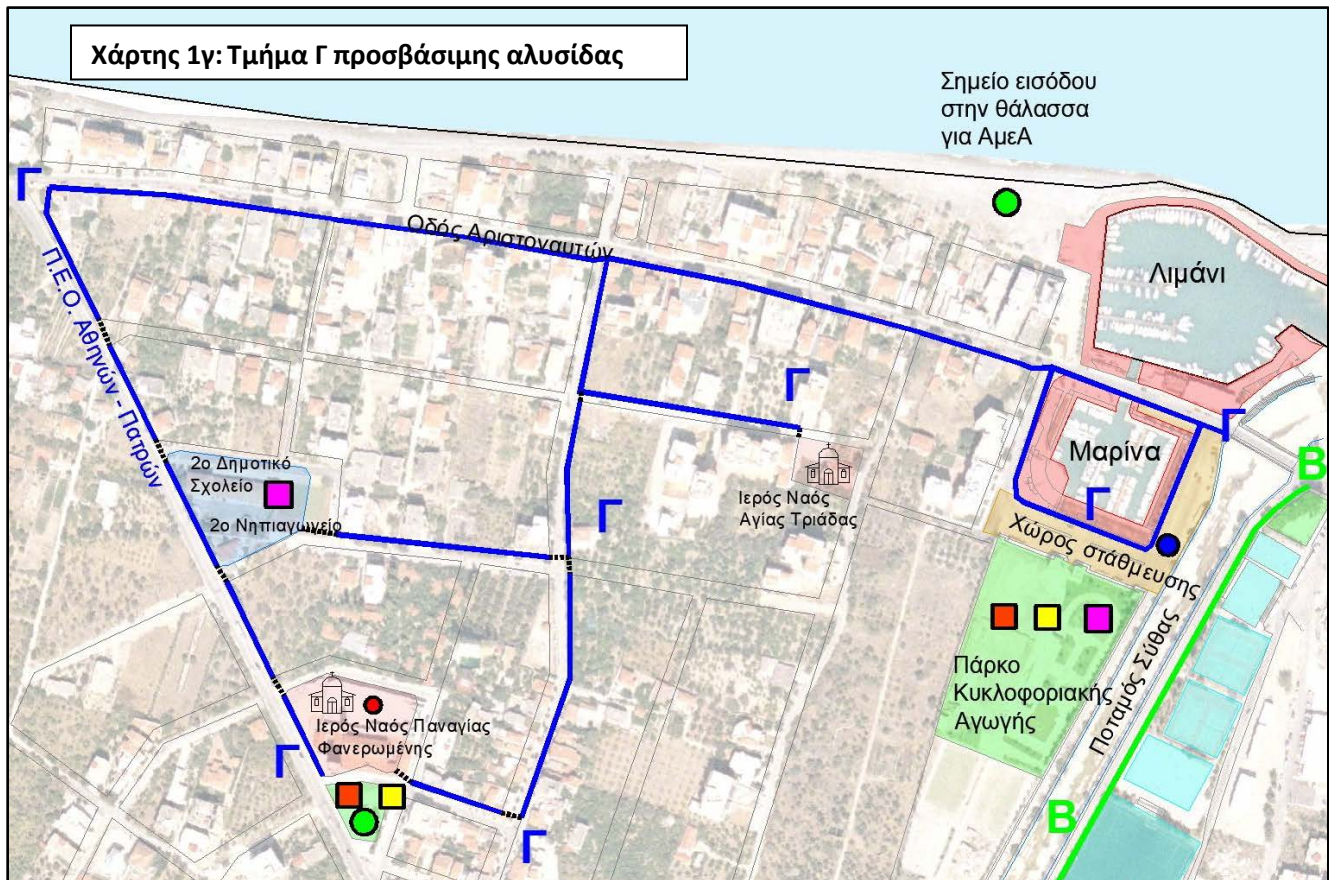 Χάρτης 1γ: Τμήμα Γ προσβάσιμης αλυσίδας
Σημείο εισόδου
στην θάλασσα
για ΑμεΑ
Γ
Οδός Αριστοναυτών
Λιμάνι
Π.Ε.Ο. Αθηνών - Πατρών
Γ
Γ
Μαρίνα
Β
2ο Δημοτικό
Σχολείο
2ο Νηπιαγωγείο
Ιερός Ναός
Αγίας Τριάδας
Γ
Γ
Χώρος στάθμευσης
Πάρκο
Κυκλοφοριακής
Αγωγής
Ποταμός Σύθας
Ιερός Ναός Παναγίας
Φανερωμένης
Γ
Β
Γ